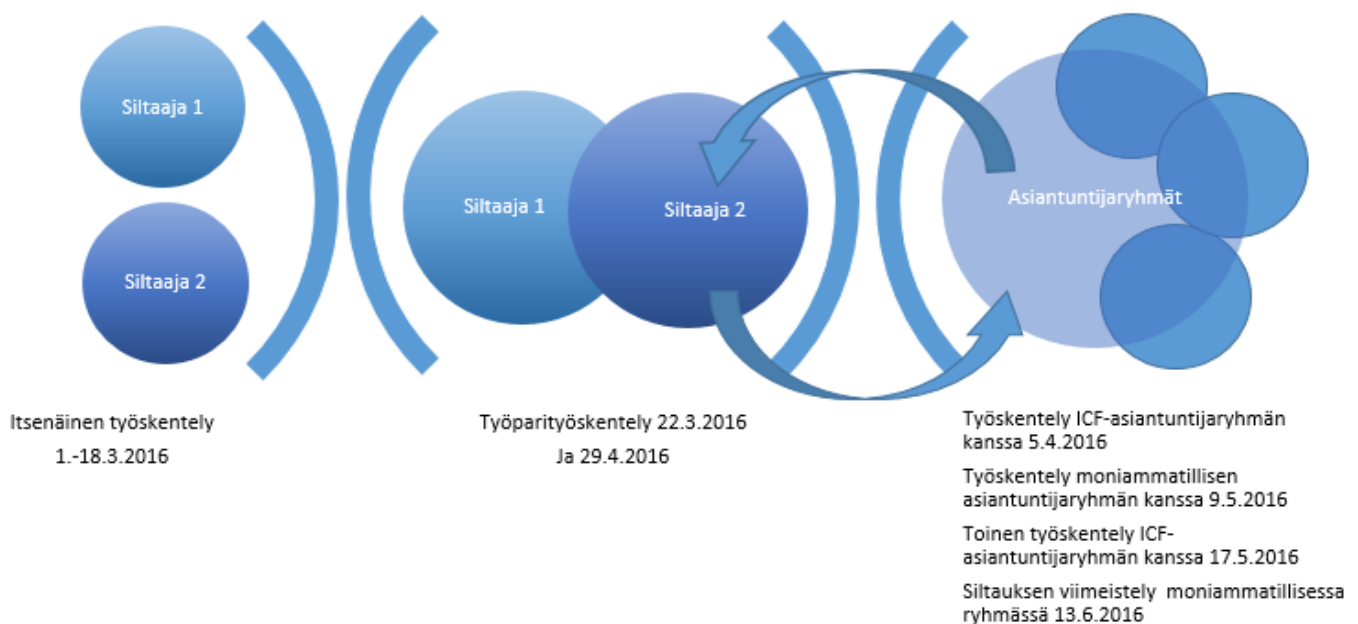 Siltaaja 1
Siltaaja 2
Siltaaja 1
Siltaaja 2
Asiantuntijaryhmät
Itsenäinen työskentely
1.-18.3.2016
Työparityöskentely 22.3.2016
Ja 29.4.2016
Työskentely ICF-asiantuntijaryhmän
kanssa 5.4.2016
Työskentely moniammatillisen
asiantuntijaryhmän kanssa 9.5.2016
Toinen työskentely ICF-
asiantuntijaryhmän kanssa 17.5.2016
Siltauksen viimeistely moniammatillisessa
ryhmässä 13.6.2016